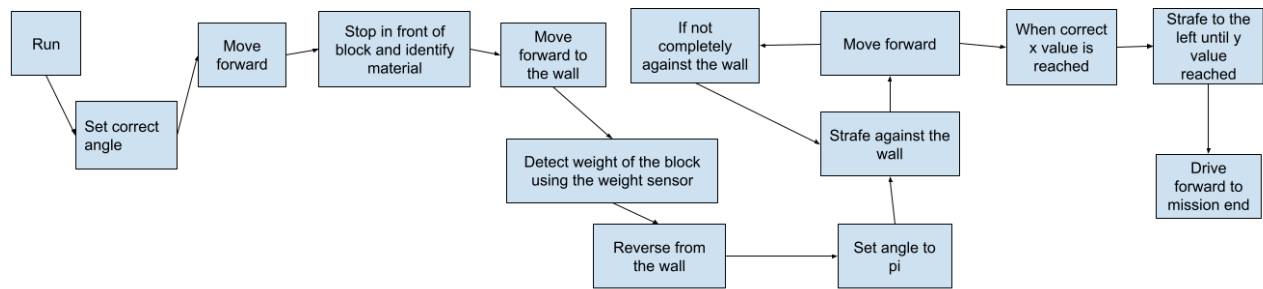 Run
Set correct
angle
Move
forward
Stop in front of
block and identify
material
Move
forward to
the wall
Detect weight of the block
using the weight sensor
Reverse from
the wall
Set angle to
pi
Strafe against the
wall
Move forward
If not
completely
against the wall
When correct
x value is
reached
Strafe to the
left until y
value
reached
Drive
forward to
mission end